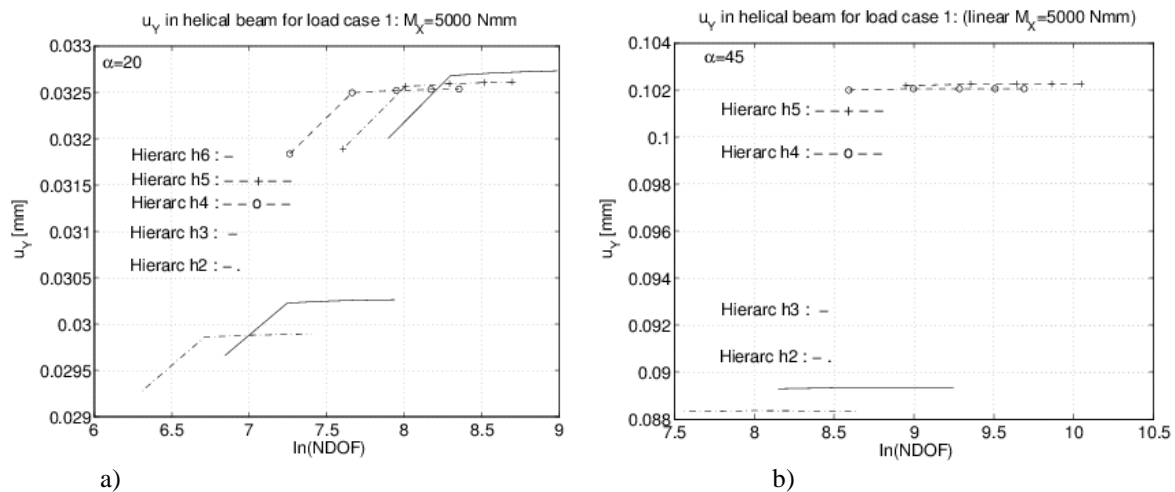 u_Y in helical beam for load case 1: M_X=5000 Nmm
α=20
0.033
0.0325
0.032
0.0315
0.031
0.0305
0.03
0.0295
0.029
u_Y [mm]
Hierarc h6 : –
Hierarc h5 : – – – + – – –
Hierarc h4 : – – – o – – –
Hierarc h3 : –
Hierarc h2 : – .
6 6.5 7 7.5 8 8.5 9
ln(NDOF)
a)
u_Y in helical beam for load case 1: (linear M_X=5000 Nmm)
α=45
0.104
0.102
0.1
0.098
0.096
0.094
0.092
0.09
0.088
u_Y [mm]
Hierarc h5 : – – – + – – –
Hierarc h4 : – – – o – – –
Hierarc h3 : –
Hierarc h2 : – .
7.5 8 8.5 9 9.5 10 10.5
ln(NDOF)
b)